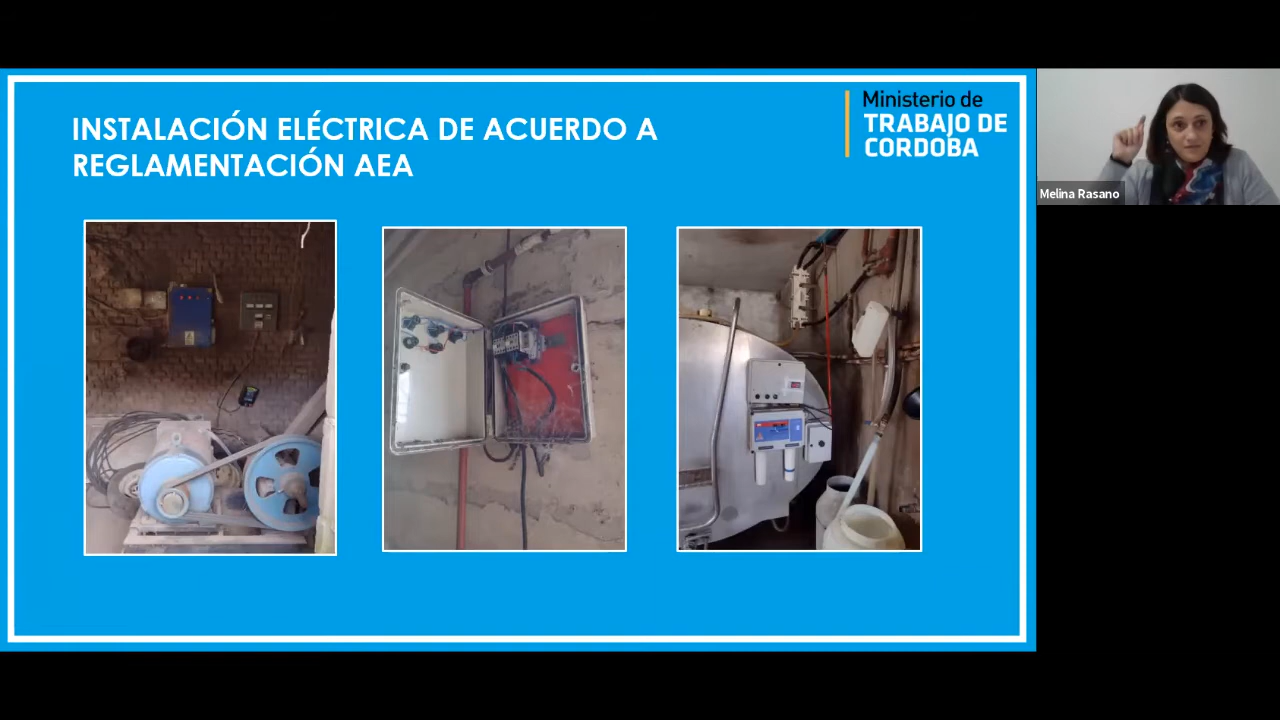 INSTALACIÓN ELÉCTRICA DE ACUERDO A
REGLAMENTACIÓN AEA
Ministerio de
TRABAJO DE
CORDOBA
Melina Rasano